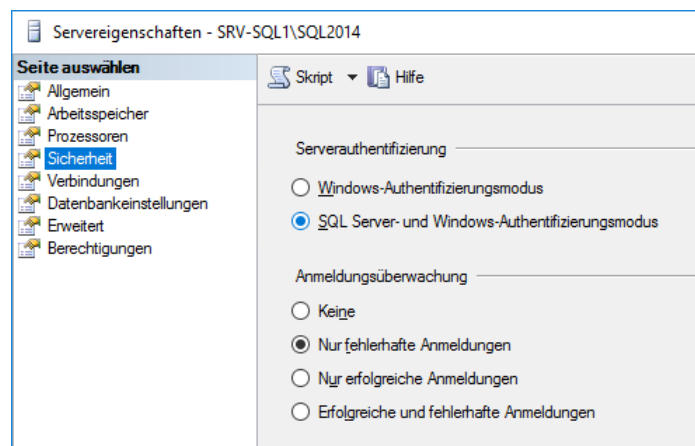 Servereigenschaften - SRV-SQL1\SQL2014
Seite auswählen
Allgemein
Arbeitsspeicher
Prozessoren
Sicherheit
Verbindungen
Datenbankeinstellungen
Erweitert
Berechtigungen
Skript
Hilfe
Serverauthentifizierung
Windows-Authentifizierungsmodus
SQL Server- und Windows-Authentifizierungsmodus
Anmeldungsüberwachung
Keine
Nur fehlerhafte Anmeldungen
Nur erfolgreiche Anmeldungen
Erfolgreiche und fehlerhafte Anmeldungen